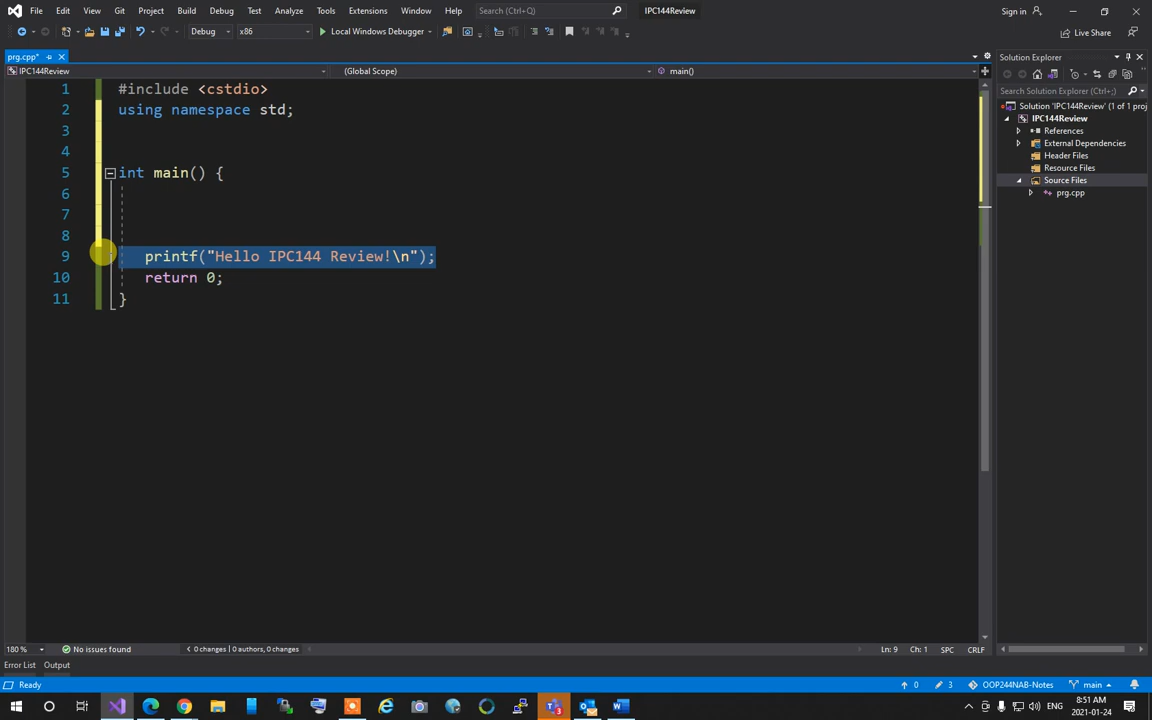 File Edit View Git Project Build Debug Test Analyze Tools Extensions Window Help Search (Ctrl+Q) IPC144Review Sign in
Debug x86 Local Windows Debugger Live Share
prg.cpp* Solution Explorer
IPC144Review (Global Scope) main()
Search Solution Explorer (Ctrl+;)
Solution 'IPC144Review' (1 of 1 proj
IPC144Review
References
External Dependencies
Header Files
Resource Files
Source Files
prg.cpp
1 #include <cstdio>
2 using namespace std;
3
4
5 int main() {
6
7
8
9 printf("Hello IPC144 Review!\n");
10 return 0;
11 }
180 % No issues found 0 changes | 0 authors, 0 changes Ln: 9 Ch: 1 SPC CRLF
Error List Output
Ready 0 3 OOP244NAB-Notes main
8:51 AM
2021-01-24